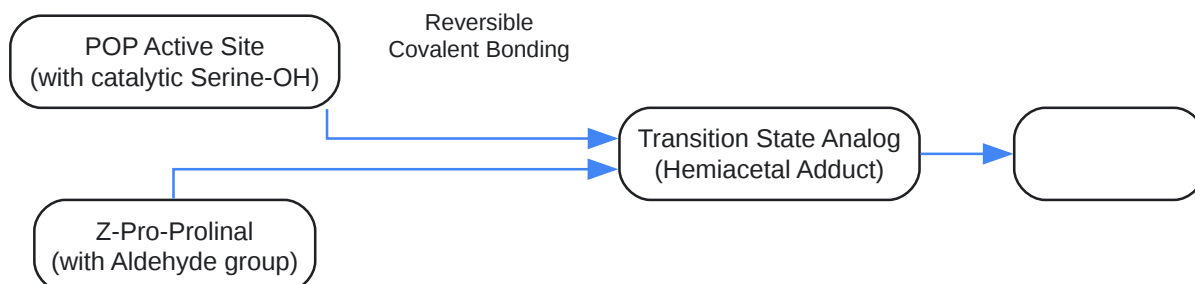 POP Active Site
(with catalytic Serine-OH)
Reversible
Covalent Bonding
Transition State Analog
(Hemiacetal Adduct)
Z-Pro-Prolinal
(with Aldehyde group)